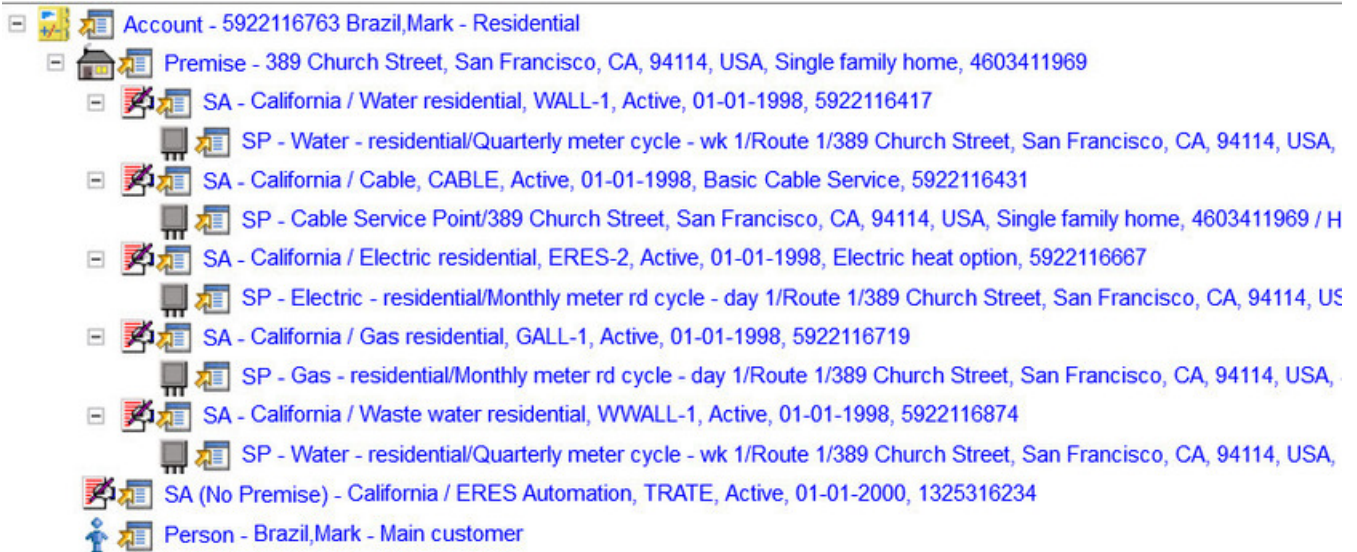 Account - 5922116763 Brazil,Mark - Residential
Premise - 389 Church Street, San Francisco, CA, 94114, USA, Single family home, 4603411969
SA - California / Water residential, WALL-1, Active, 01-01-1998, 5922116417
SP - Water - residential/Quarterly meter cycle - wk 1/Route 1/389 Church Street, San Francisco, CA, 94114, USA,
SA - California / Cable, CABLE, Active, 01-01-1998, Basic Cable Service, 5922116431
SP - Cable Service Point/389 Church Street, San Francisco, CA, 94114, USA, Single family home, 4603411969 / H
SA - California / Electric residential, ERES-2, Active, 01-01-1998, Electric heat option, 5922116667
SP - Electric - residential/Monthly meter rd cycle - day 1/Route 1/389 Church Street, San Francisco, CA, 94114, US
SA - California / Gas residential, GALL-1, Active, 01-01-1998, 5922116719
SP - Gas - residential/Monthly meter rd cycle - day 1/Route 1/389 Church Street, San Francisco, CA, 94114, USA,
SA - California / Waste water residential, WWALL-1, Active, 01-01-1998, 5922116874
SP - Water - residential/Quarterly meter cycle - wk 1/Route 1/389 Church Street, San Francisco, CA, 94114, USA,
SA (No Premise) - California / ERES Automation, TRATE, Active, 01-01-2000, 1325316234
Person - Brazil,Mark - Main customer